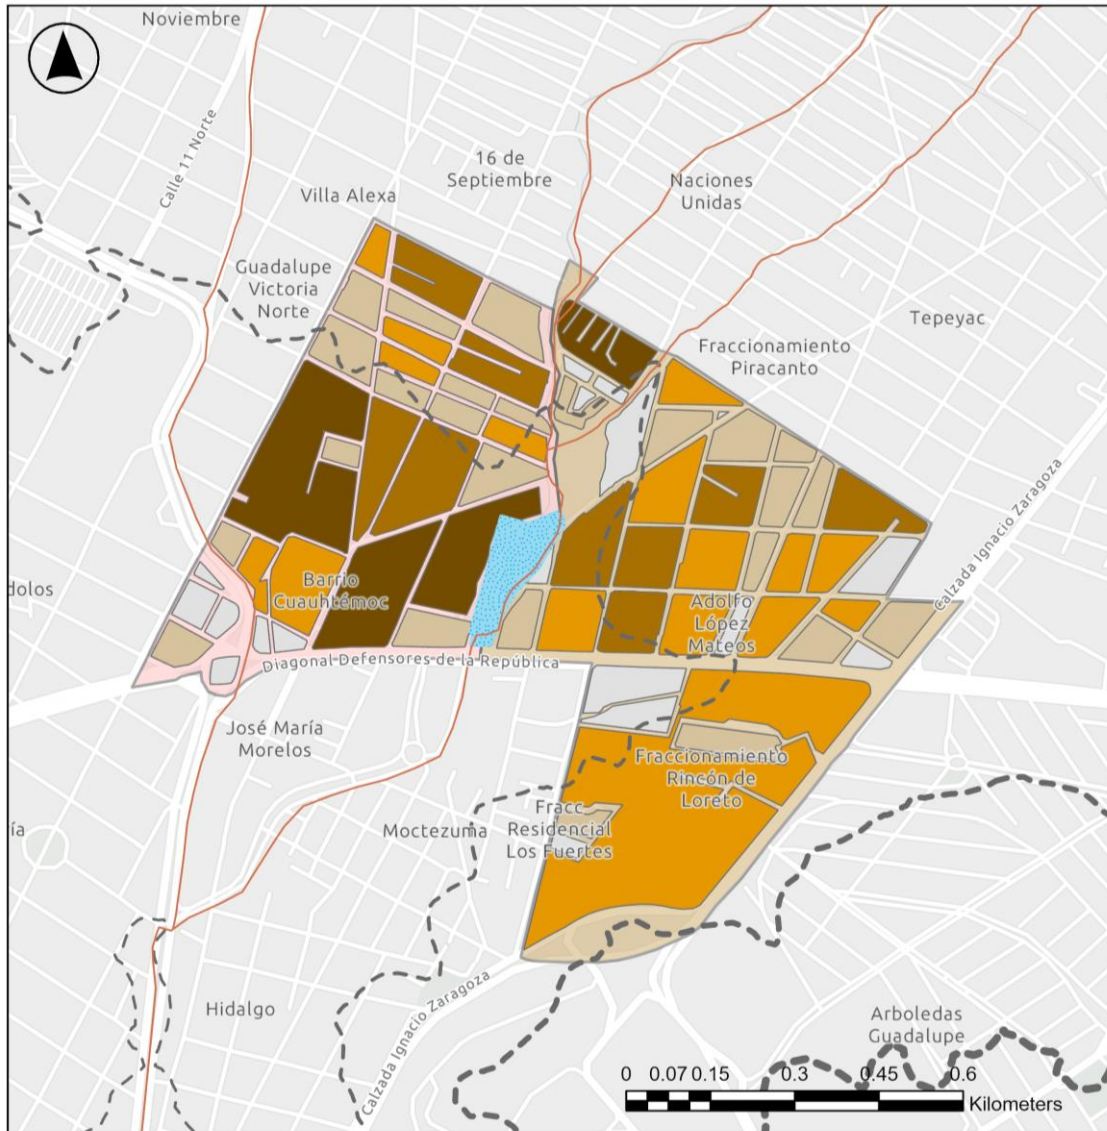 Noviembre
Calle 11 Norte
16 de
Septiembre
Naciones
Unidas
Villa Alexa
Guadalupe
Victoria
Norte
Tepeyac
Fraccionamiento
Piracanto
Calzada Ignacio Zaragoza
dolos
Barrio
Cuauhtémoc
Adolfo
López
Mateos
Diagonal Defensores de la República
José María
Morelos
Fraccionamiento
Rincón de
Loreto
ía
Moctezuma
Fracc
Residencial
Los Fuertes
Calzada Ignacio Zaragoza
Hidalgo
Arboledas
Guadalupe
0 0.07 0.15 0.3 0.45 0.6
Kilometers